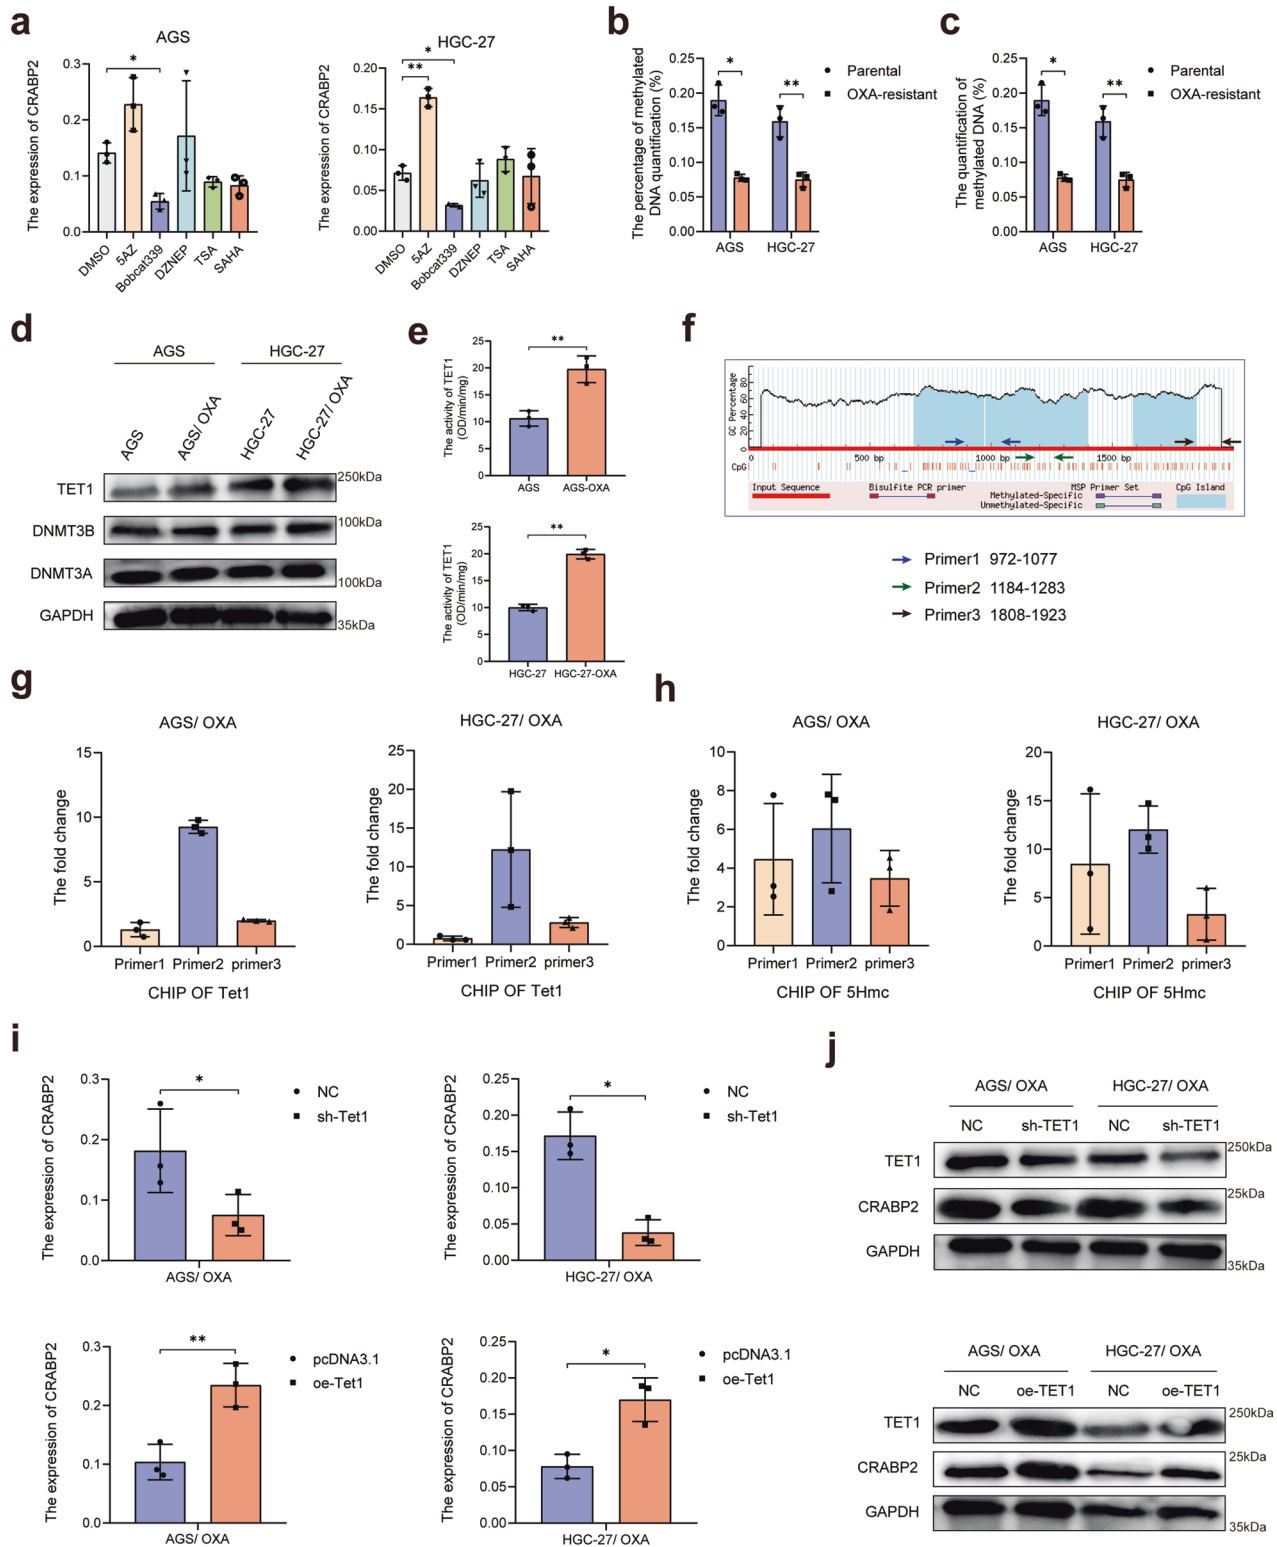 a
AGS
The expression of CRABP2
0.3
0.2
0.1
0.0
*
DMSO
5AZ
Bobcat339
DZNEP
TSA
SAHA
HGC-27
The expression of CRABP2
0.20
0.15
0.10
0.05
0.00
*
**
DMSO
5AZ
Bobcat339
DZNEP
TSA
SAHA
b
The percentage of methylated
DNA quantification (%)
0.25
0.20
0.15
0.10
0.05
0.00
*
**
Parental
OXA-resistant
AGS
HGC-27
c
The quantification of
methylated DNA (%)
0.25
0.20
0.15
0.10
0.05
0.00
*
**
Parental
OXA-resistant
AGS
HGC-27
d
AGS
HGC-27
AGS
AGS/ OXA
HGC-27
HGC-27/ OXA
TET1
250kDa
DNMT3B
100kDa
DNMT3A
100kDa
GAPDH
35kDa
e
The activity of TET1
(OD/min/mg)
25
20
15
10
5
0
**
AGS
AGS-OXA
The activity of TET1
(OD/min/mg)
25
20
15
10
5
0
**
HGC-27
HGC-27-OXA
f
GC Percentage
80
60
40
20
0
0
500 bp
1000 bp
1500 bp
CpG
Input Sequence
Bisulfite PCR primer
MSP Primer Set
CpG Island
Methylated-Specific
Unmethylated-Specific
Primer1 972-1077
Primer2 1184-1283
Primer3 1808-1923
g
AGS/ OXA
The fold change
15
10
5
0
Primer1
Primer2
primer3
CHIP OF Tet1
HGC-27/ OXA
The fold change
25
20
15
10
5
0
Primer1
Primer2
primer3
CHIP OF Tet1
h
AGS/ OXA
The fold change
10
8
6
4
2
0
Primer1
Primer2
primer3
CHIP OF 5Hmc
HGC-27/ OXA
The fold change
20
15
10
5
0
Primer1
Primer2
primer3
CHIP OF 5Hmc
i
The expression of CRABP2
0.3
0.2
0.1
0.0
*
NC
sh-Tet1
AGS/ OXA
The expression of CRABP2
0.25
0.20
0.15
0.10
0.05
0.00
*
NC
sh-Tet1
HGC-27/ OXA
The expression of CRABP2
0.3
0.2
0.1
0.0
**
pcDNA3.1
oe-Tet1
AGS/ OXA
The expression of CRABP2
0.25
0.20
0.15
0.10
0.05
0.00
*
pcDNA3.1
oe-Tet1
HGC-27/ OXA
j
AGS/ OXA
HGC-27/ OXA
NC
sh-TET1
NC
sh-TET1
TET1
250kDa
CRABP2
25kDa
GAPDH
35kDa
AGS/ OXA
HGC-27/ OXA
NC
oe-TET1
NC
oe-TET1
TET1
250kDa
CRABP2
25kDa
GAPDH
35kDa